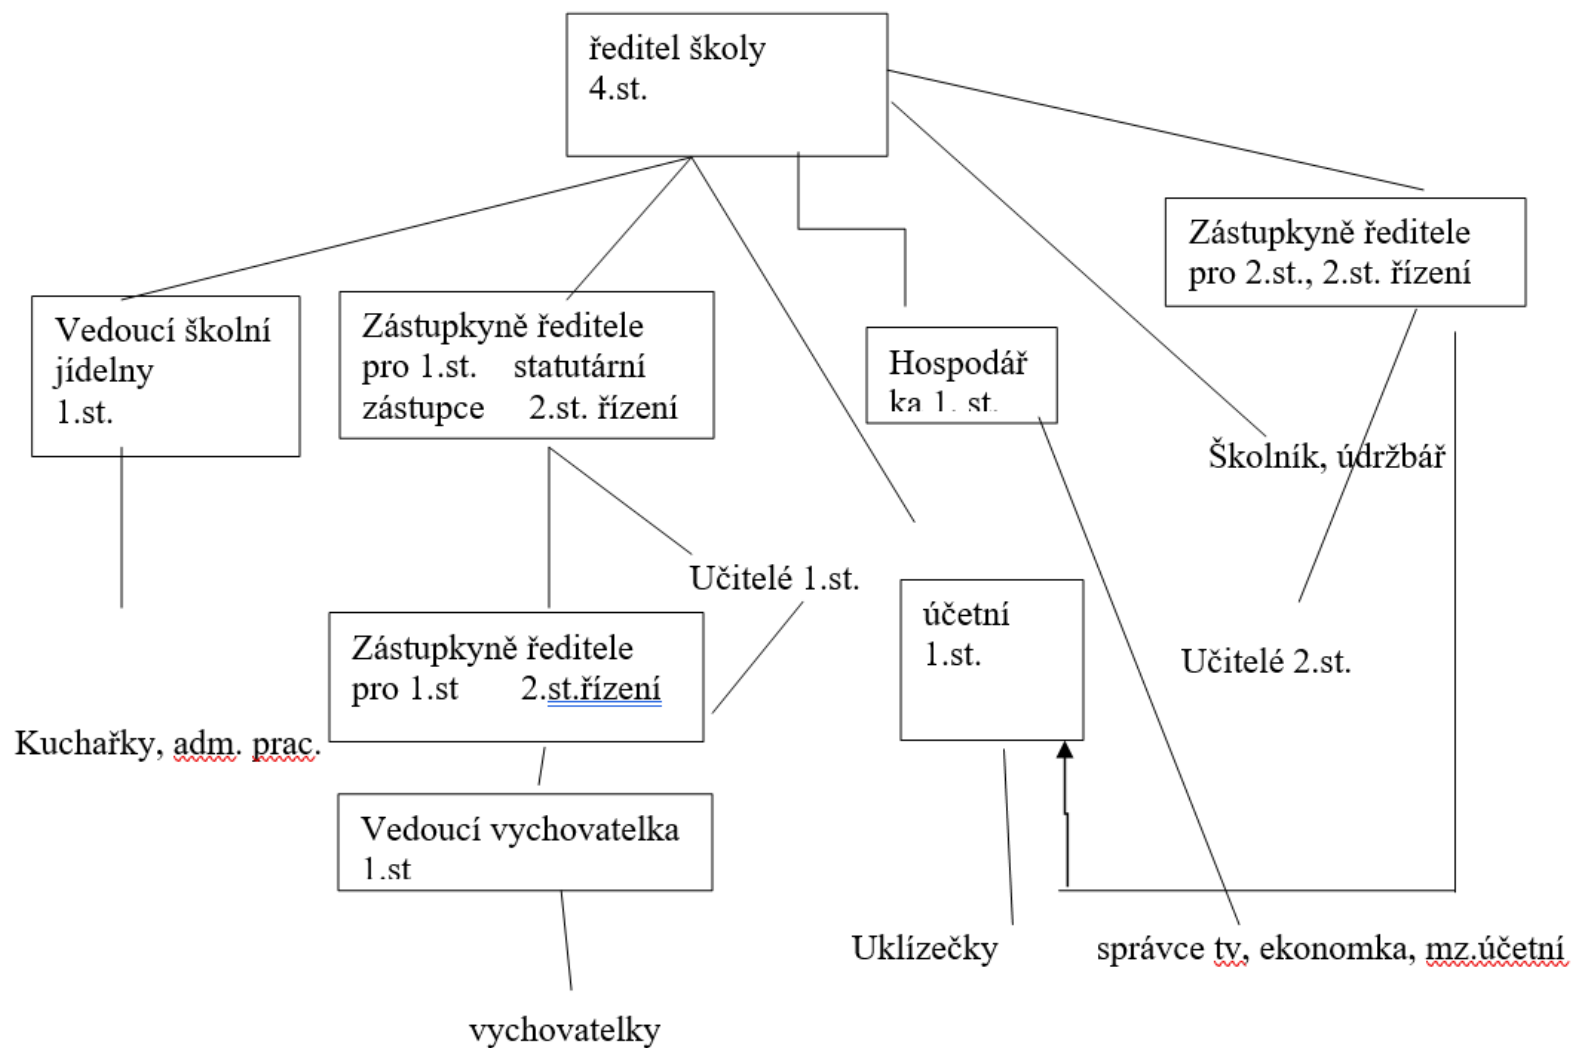 ředitel školy
4.st.
Zástupkyně ředitele
pro 2.st., 2.st. řízení
Vedoucí školní
jídelny
1.st.
Zástupkyně ředitele
pro 1.st. statutární
zástupce 2.st. řízení
Hospodář
ka 1. st.
Školník, údržbář
Učitelé 1.st.
účetní
1.st.
Zástupkyně ředitele
pro 1.st 2.st.řízení
Učitelé 2.st.
Kuchařky, adm. prac.
Vedoucí vychovatelka
1.st
Uklízečky
správce tv, ekonomka, mz.účetní
vychovatelky